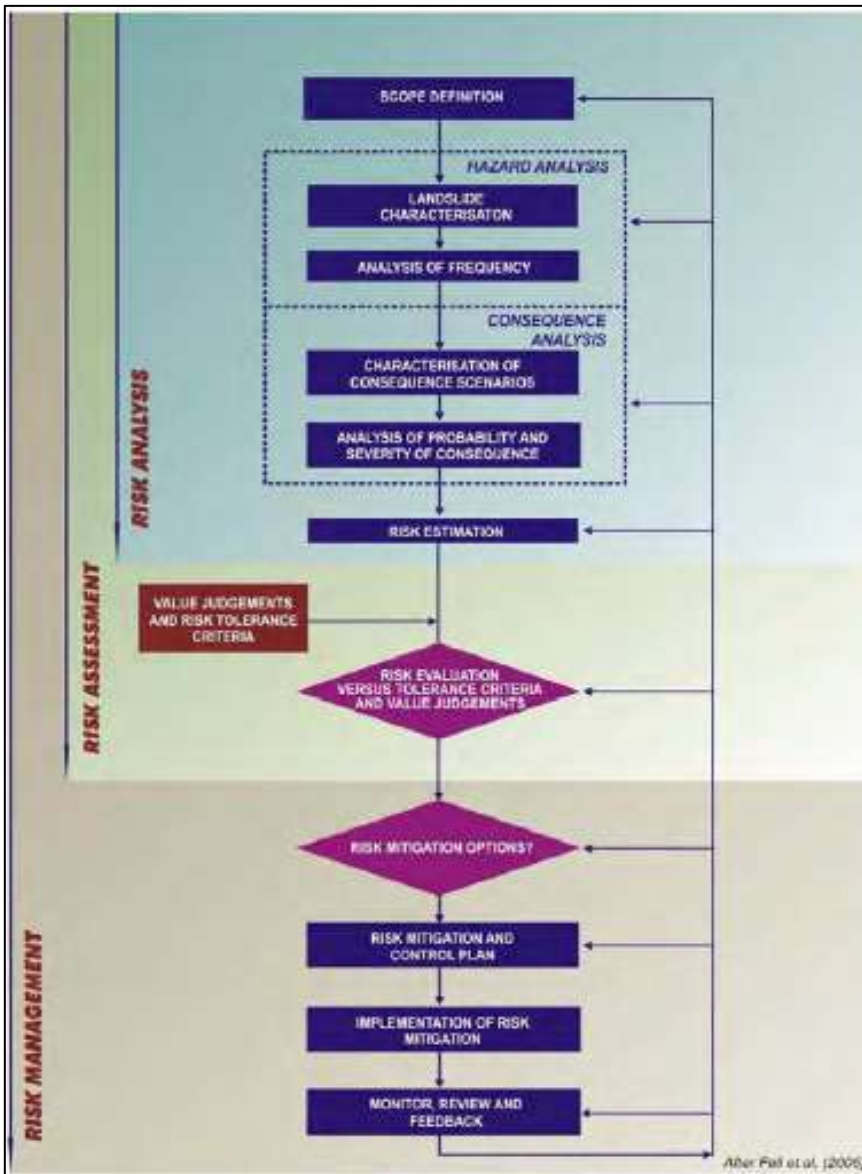 SCOPE DEFINITION
HAZARD ANALYSIS
LANDSLIDE
CHARACTERISATON
ANALYSIS OF FREQUENCY
CONSEQUENCE
ANALYSIS
CHARACTERISATION OF
CONSEQUENCE SCENARIOS
ANALYSIS OF PROBABILITY AND
SEVERITY OF CONSEQUENCE
RISK ANALYSIS
RISK ESTIMATION
VALUE JUDGEMENTS
AND RISK TOLERANCE
CRITERIA
RISK ASSESSMENT
RISK EVALUATION
VERSUS TOLERANCE CRITERIA
AND VALUE JUDGEMENTS
RISK MITIGATION OPTIONS?
RISK MITIGATION AND
CONTROL PLAN
IMPLEMENTATION OF RISK
MITIGATION
RISK MANAGEMENT
MONITOR, REVIEW AND
FEEDBACK
After Fell et al, (2005)